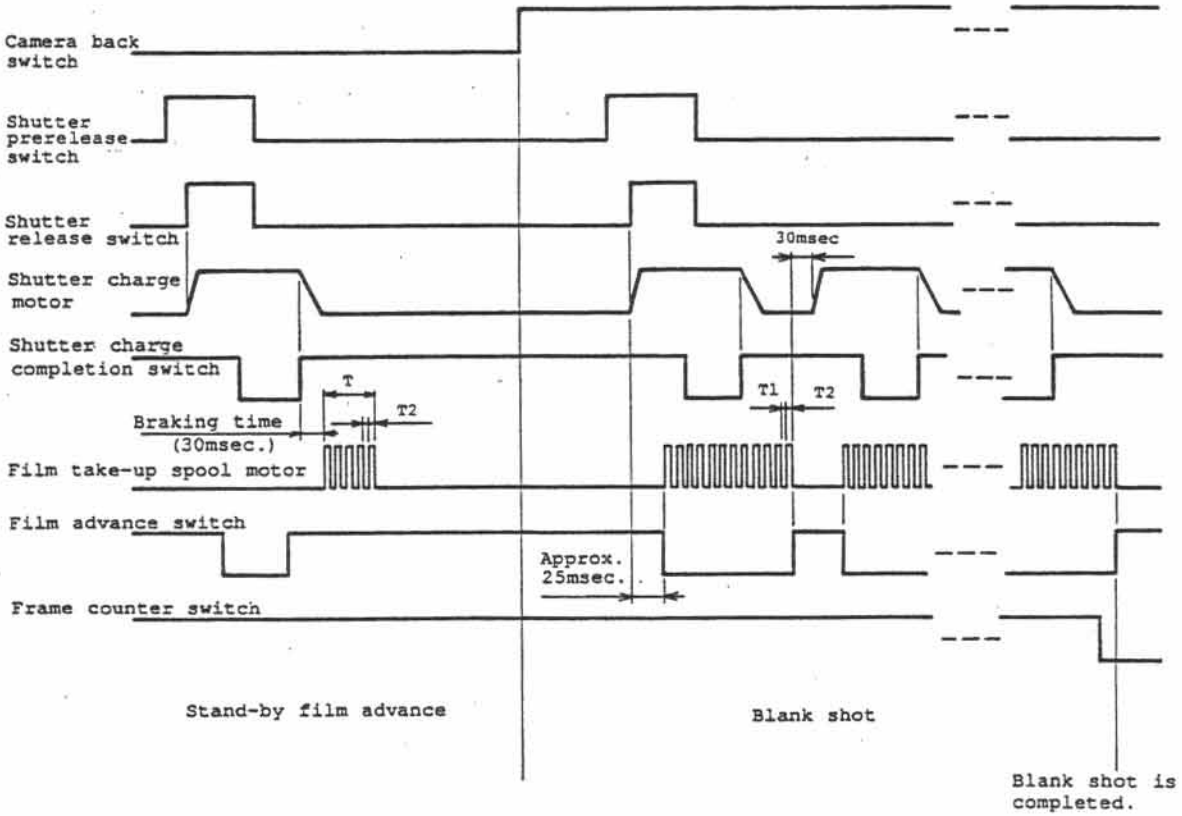 Camera back
switch
Shutter
prerelease
switch
Shutter
release switch
30msec
Shutter charge
motor
Shutter charge
completion switch
T
T2
T1
T2
Braking time
(30msec.)
Film take-up spool motor
Film advance switch
Approx.
25msec.
Frame counter switch
Stand-by film advance
Blank shot
Blank shot is
completed.